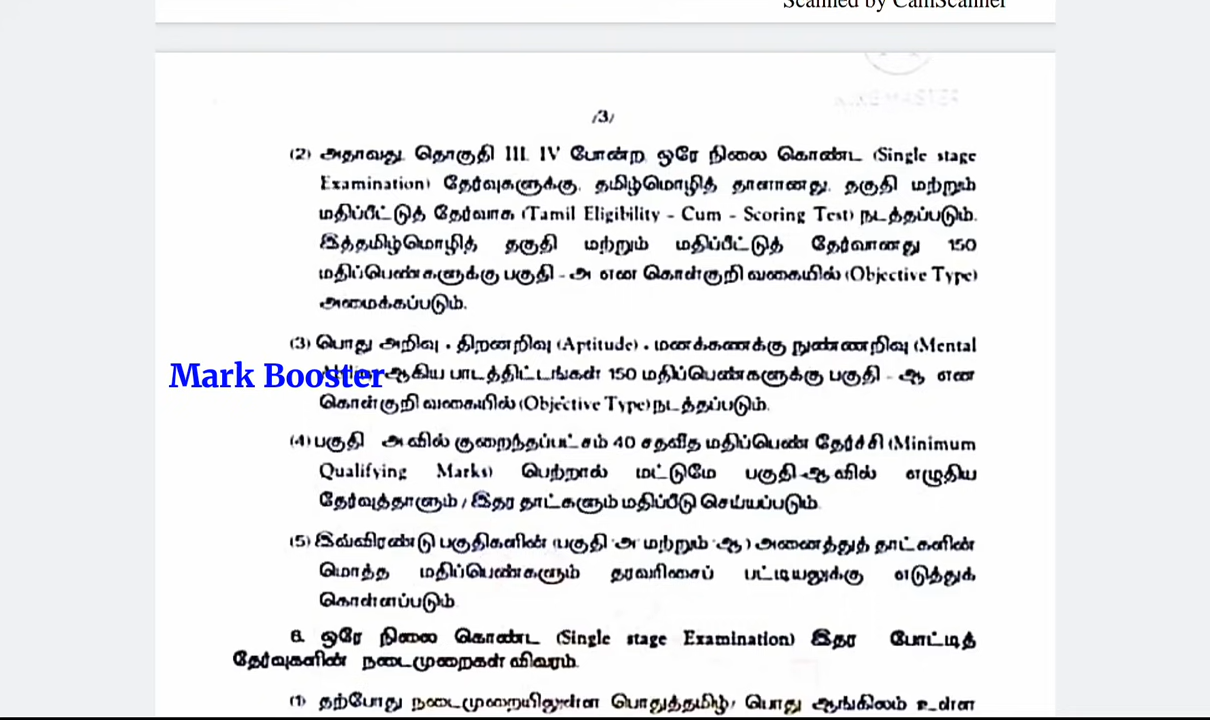 Scanned by CamScanner
/3/
(2) அதாவது, தொகுதி III, IV போன்ற ஒரே நிலை கொண்ட (Single stage
Examination) தேர்வுகளுக்கு, தமிழ்மொழித் தாளானது, தகுதி மற்றும்
மதிப்பீட்டுத் தேர்வாக (Tamil Eligibility - Cum - Scoring Test) நடத்தப்படும்.
இத்தமிழ்மொழித் தகுதி மற்றும் மதிப்பீட்டுத் தேர்வானது 150
மதிப்பெண்களுக்கு பகுதி - அ என கொள்குறி வகையில் (Objective Type)
அமைக்கப்படும்.
(3) பொது அறிவு + திறனறிவு (Aptitude) + மனக்கணக்கு நுண்ணறிவு (Mental
ஆகிய பாடத்திட்டங்கள் 150 மதிப்பெண்களுக்கு பகுதி - ஆ என
Mark Booster
கொள்குறி வகையில் (Objective Type) நடத்தப்படும்.
(4) பகுதி அ வில் குறைந்தப்பட்சம் 40 சதவீத மதிப்பெண் தேர்ச்சி (Minimum
Qualifying Marks) பெற்றால் மட்டுமே பகுதி-ஆ வில் எழுதிய
தேர்வுத்தாளும் / இதர தாட்களும் மதிப்பீடு செய்யப்படும்.
(5) இவ்விரண்டு பகுதிகளின் (பகுதி 'அ' மற்றும் 'ஆ') அனைத்துத் தாட்களின்
மொத்த மதிப்பெண்களும் தரவரிசைப் பட்டியலுக்கு எடுத்துக்
கொள்ளப்படும்.
6. ஒரே நிலை கொண்ட (Single stage Examination) இதர போட்டித்
தேர்வுகளின் நடைமுறைகள் விவரம்.
(1) தற்போது நடைமுறையிலுள்ள பொதுத்தமிழ் / பொது ஆங்கிலம் உள்ள